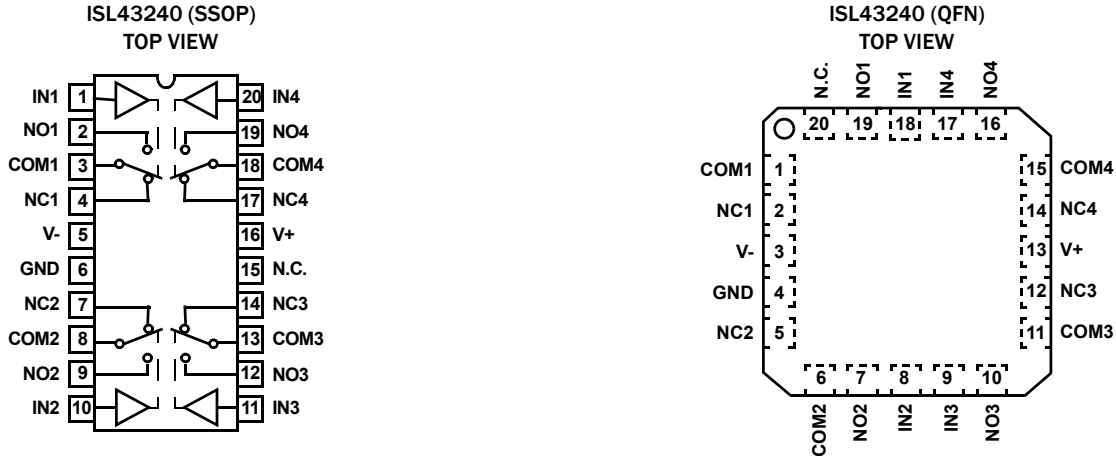 ISL43240 (SSOP)
TOP VIEW
IN1 1 20 IN4
NO1 2 19 NO4
COM1 3 18 COM4
NC1 4 17 NC4
V- 5 16 V+
GND 6 15 N.C.
NC2 7 14 NC3
COM2 8 13 COM3
NO2 9 12 NO3
IN2 10 11 IN3
ISL43240 (QFN)
TOP VIEW
N.C. NO1 IN1 IN4 NO4
20 19 18 17 16
COM1 1 15 COM4
NC1 2 14 NC4
V- 3 13 V+
GND 4 12 NC3
NC2 5 11 COM3
6 7 8 9 10
COM2 NO2 IN2 IN3 NO3